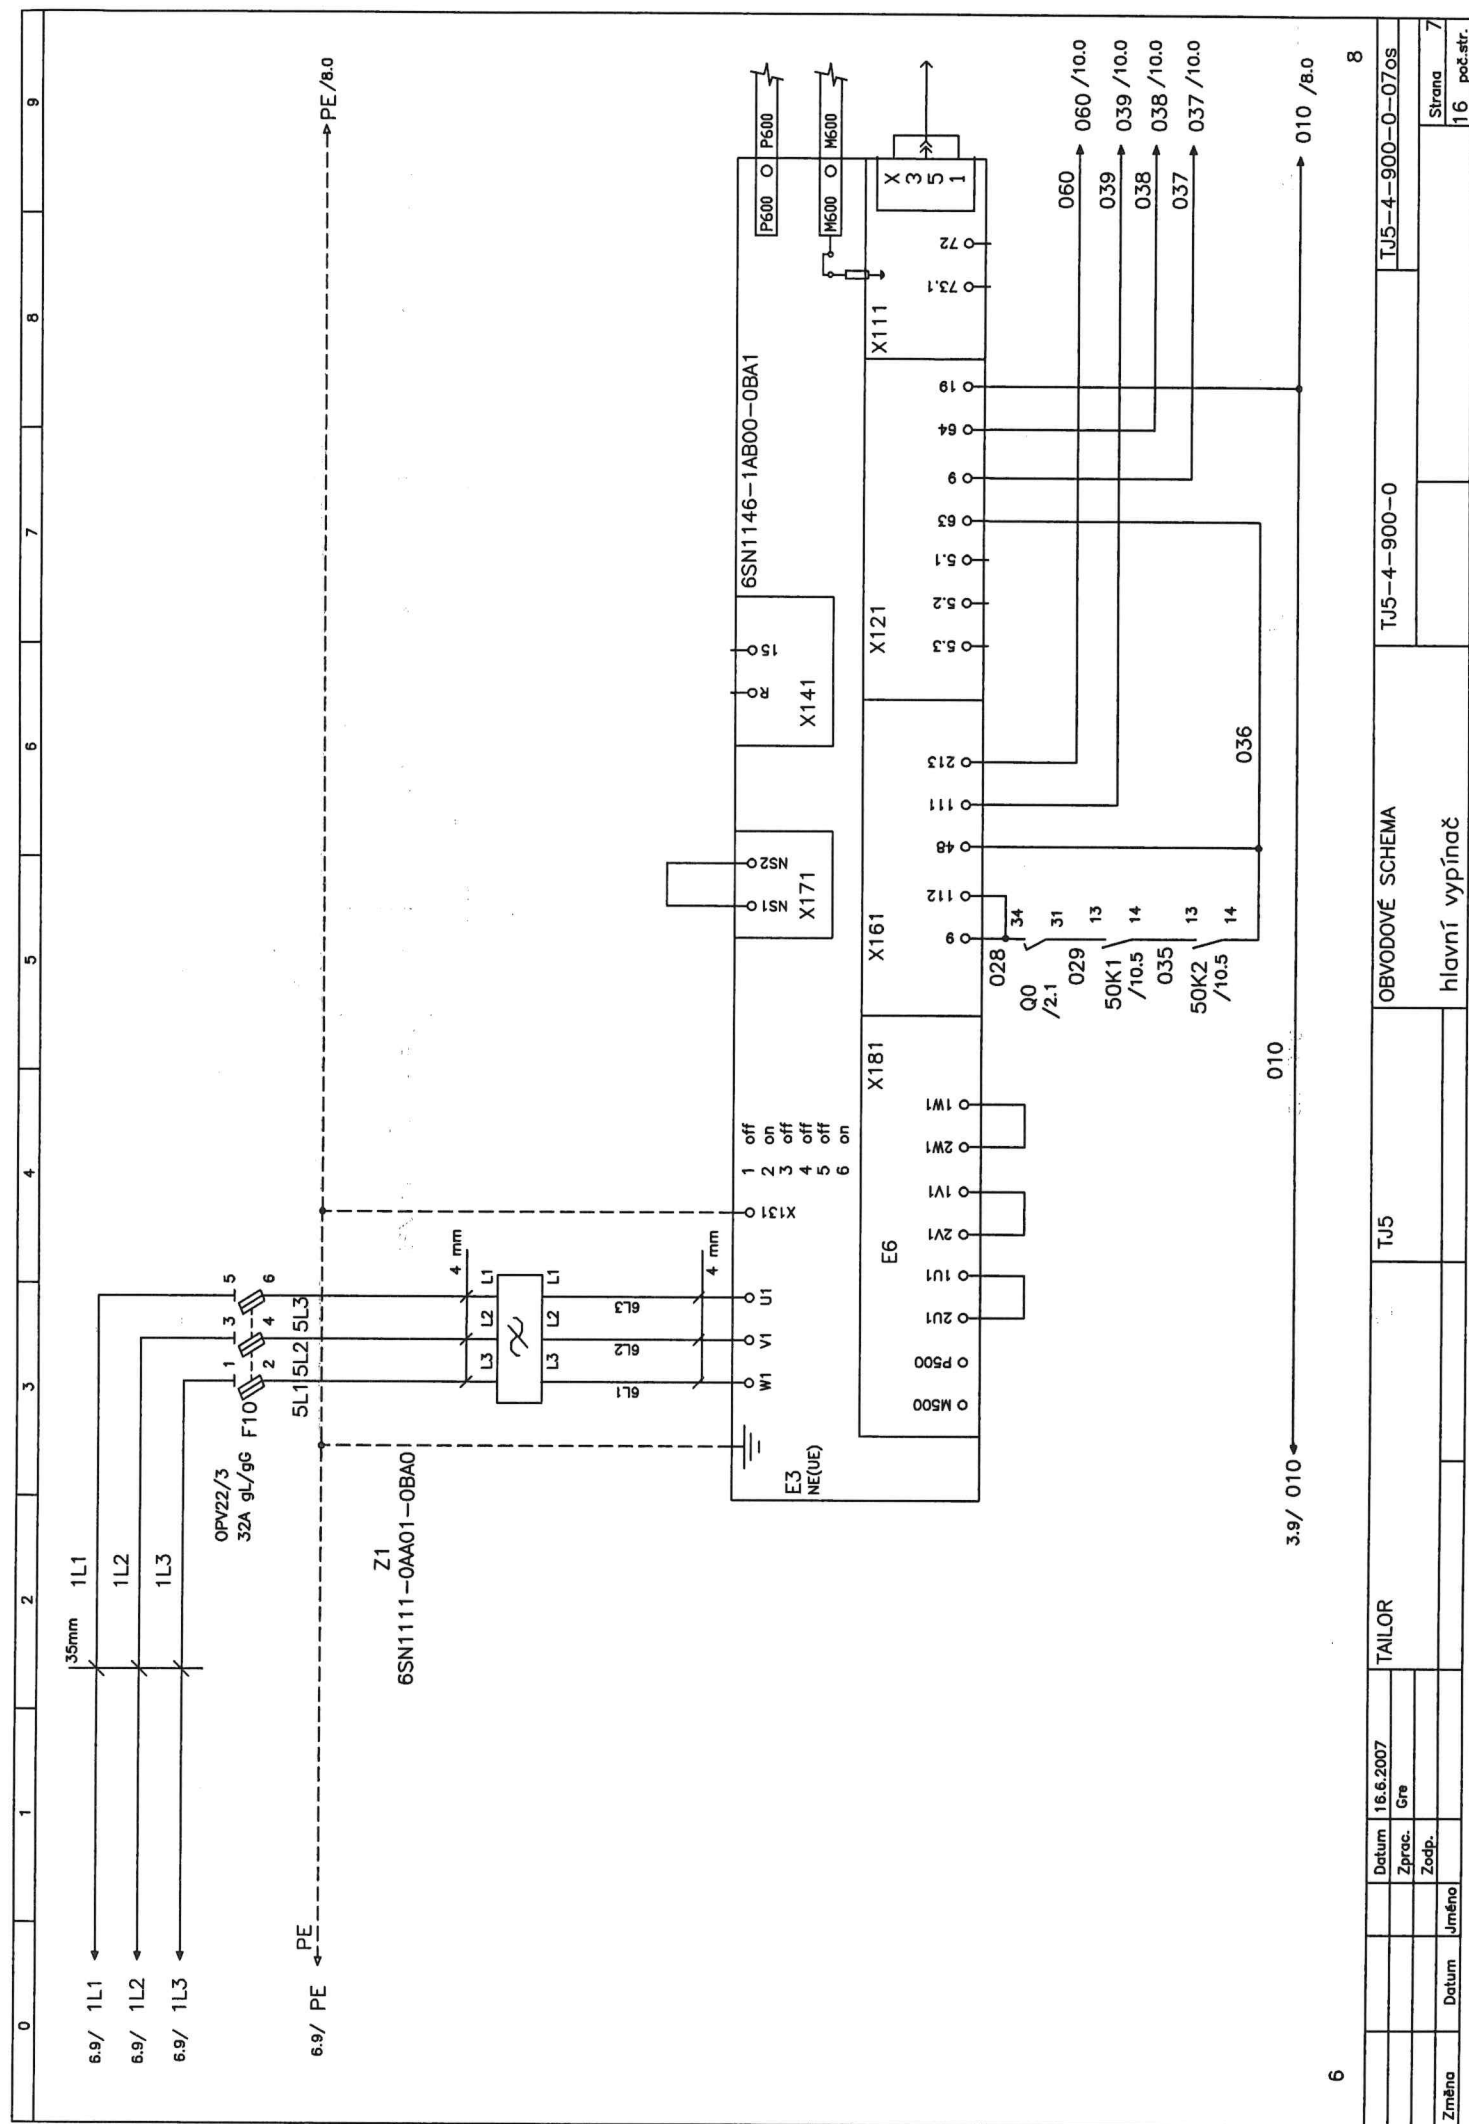 0 1 2 3 4 5 6 7 8 9
35mm
6.9/ 1L1 1L1
6.9/ 1L2 1L2
6.9/ 1L3 1L3
OPV22/3
32A gL/gG F10
1 3 5
2 4 6
5L1 5L2 5L3
6.9/ PE PE
PE/8.0
Z1
6SN1111-0AA01-0BA0
4 mm
L3 L2 L1
L3 L2 L1
6L1 6L2 6L3
4 mm
W1 V1 U1 X131
E3
NE(UE)
1 off
2 on
3 off
4 off
5 off
6 on
NS1 NS2
X171
R 15
X141
6SN1146-1AB00-0BA1
P600 P600
M600 M600
E6
X181
X161
X121
X111
X
3
5
1
M500 P500 2U1 1U1 2V1 1V1 2W1 1W1
9 112 48 111 213
5.3 5.2 5.1 63 9 64 19
73.1 72
028
34
Q0
/2.1
31
029
13
50K1
/10.5
14
035
13
50K2
/10.5
14
036
060 060 /10.0
039 039 /10.0
038 038 /10.0
037 037 /10.0
3.9/ 010 010 010 /8.0
6 8
Změna Datum Jméno
Datum 16.6.2007
Zprac. Gre
Zodp.
TAILOR
TJ5
OBVODOVÉ SCHEMA
hlavní vypínač
TJ5-4-900-0
TJ5-4-900-0-07os
Strana 7
16 poč.str.